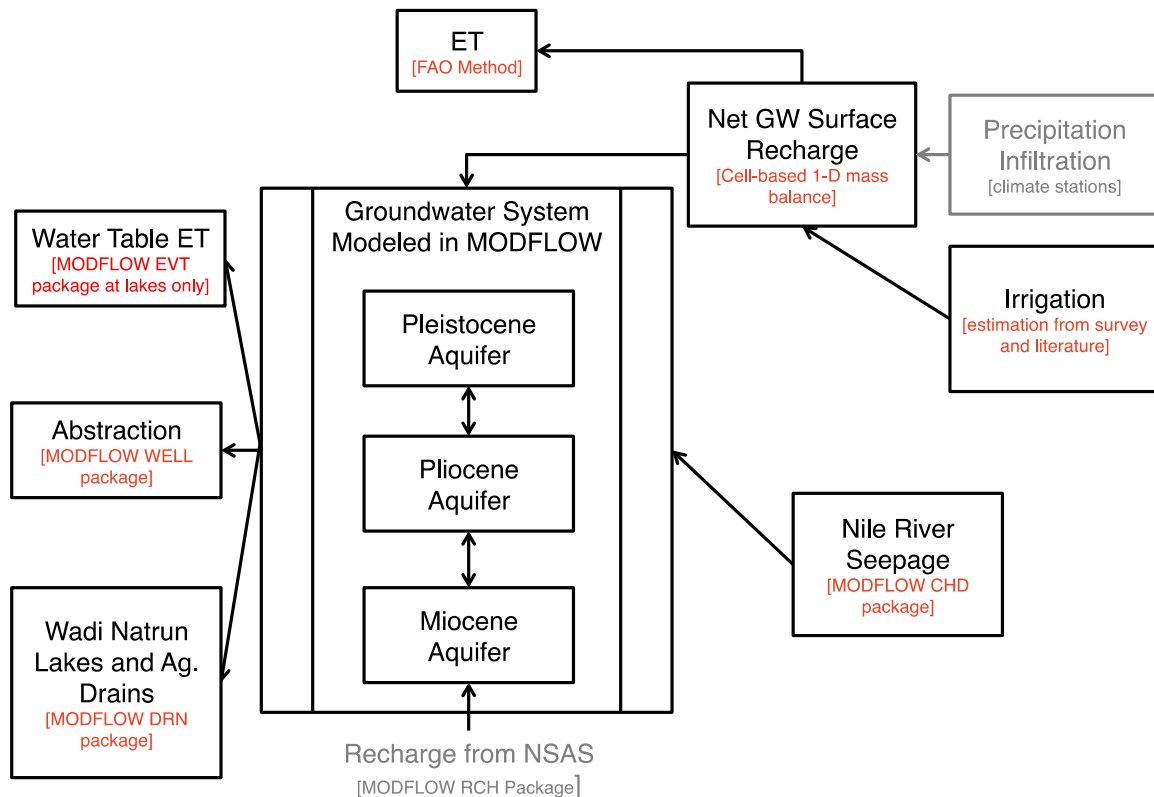 ET
[FAO Method]
Net GW Surface
Recharge
[Cell-based 1-D mass
balance]
Precipitation
Infiltration
[climate stations]
Groundwater System
Modeled in MODFLOW
Water Table ET
[MODFLOW EVT
package at lakes only]
Irrigation
[estimation from survey
and literature]
Pleistocene
Aquifer
Abstraction
[MODFLOW WELL
package]
Pliocene
Aquifer
Nile River
Seepage
[MODFLOW CHD
package]
Miocene
Aquifer
Wadi Natrun
Lakes and Ag.
Drains
[MODFLOW DRN
package]
Recharge from NSAS
[MODFLOW RCH Package]